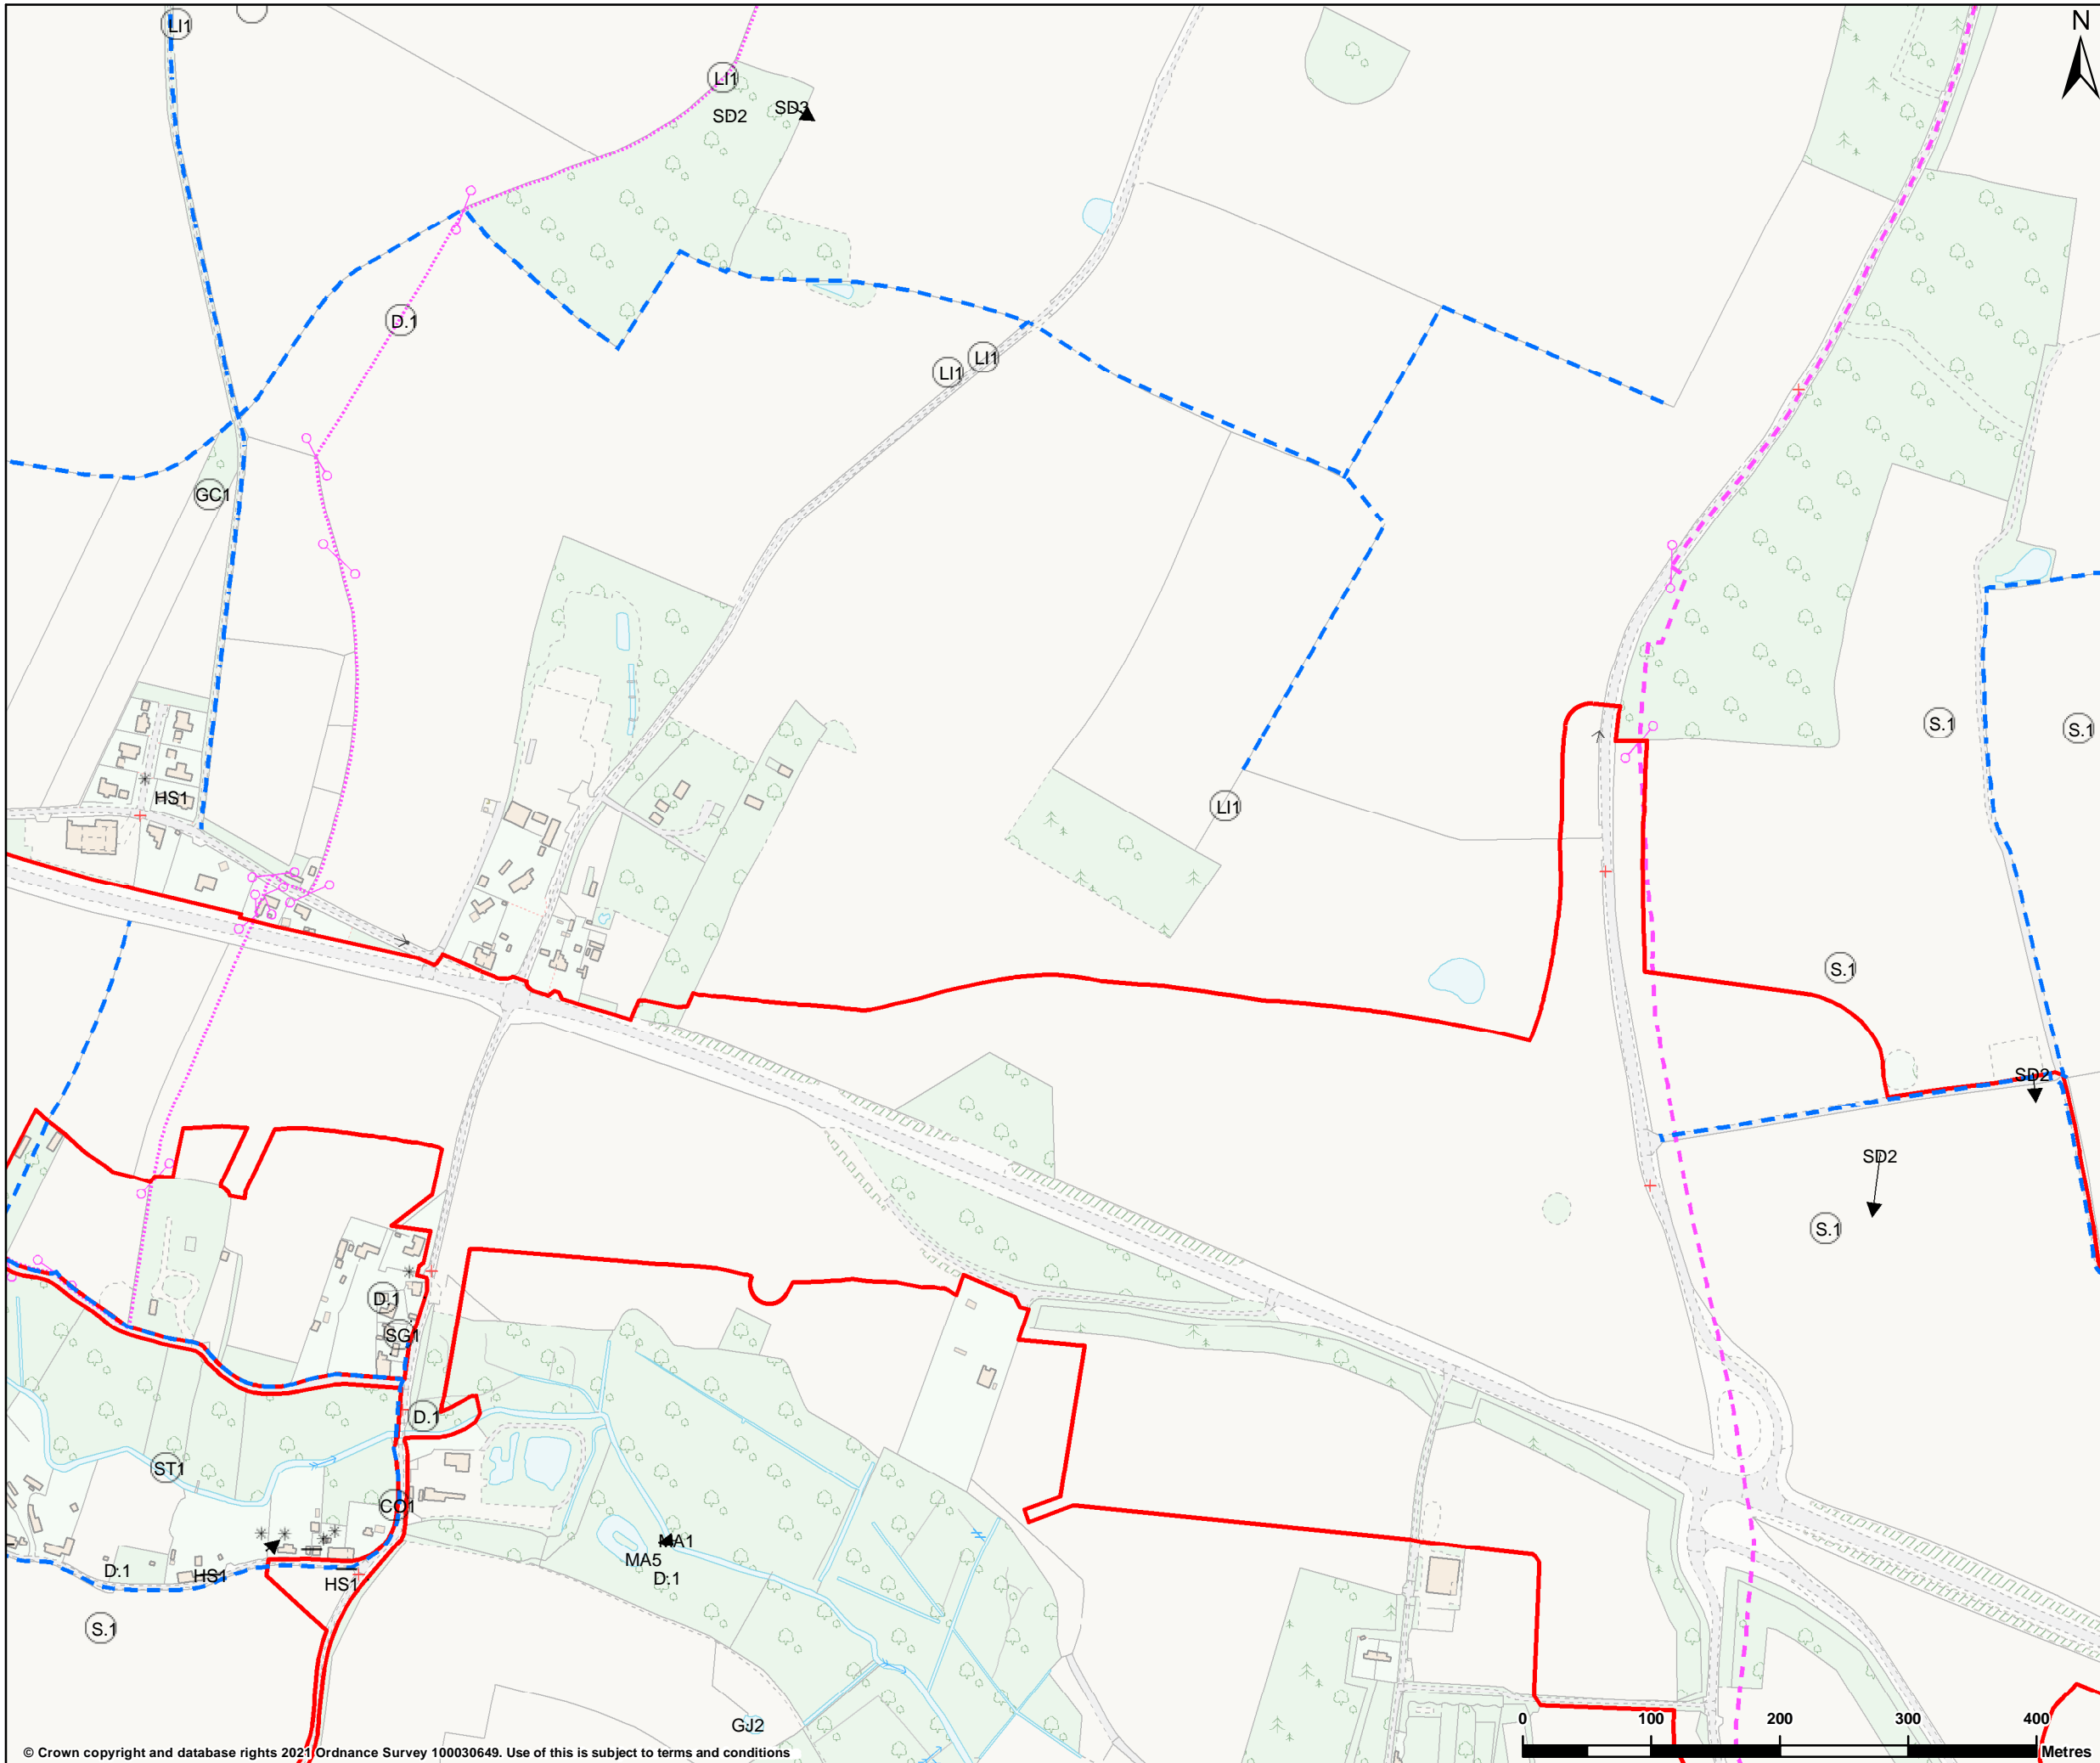 LI1
N
LI1
SD2
SD3
D.1
LI1
LI1
GC1
S.1
S.1
HS1
LI1
S.1
SD2
SD2
S.1
D.1
SG1
D.1
ST1
CO1
MA1
MA5
D.1
D.1
HS1
HS1
S.1
GJ2
0 100 200 300 400
Metres
© Crown copyright and database rights 2021 Ordnance Survey 100030649. Use of this is subject to terms and conditions